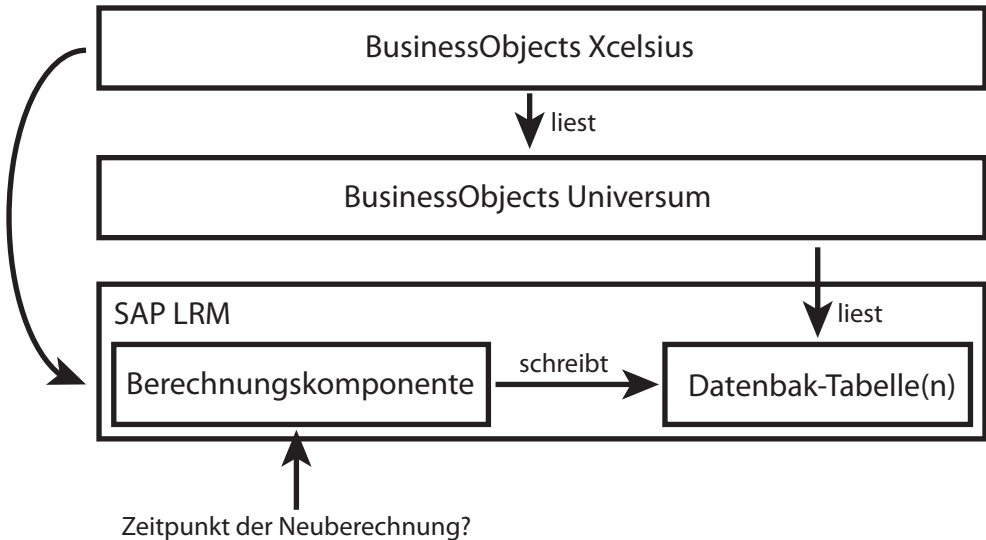 BusinessObjects Xcelsius
liest
BusinessObjects Universum
liest
SAP LRM
Berechnungskomponente
schreibt
Datenbak-Tabelle(n)
Zeitpunkt der Neuberechnung?